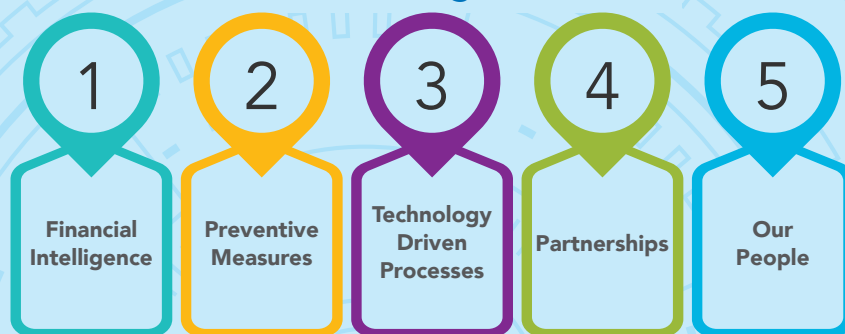 1
Financial
Intelligence
2
Preventive
Measures
3
Technology
Driven
Processes
4
Partnerships
5
Our
People